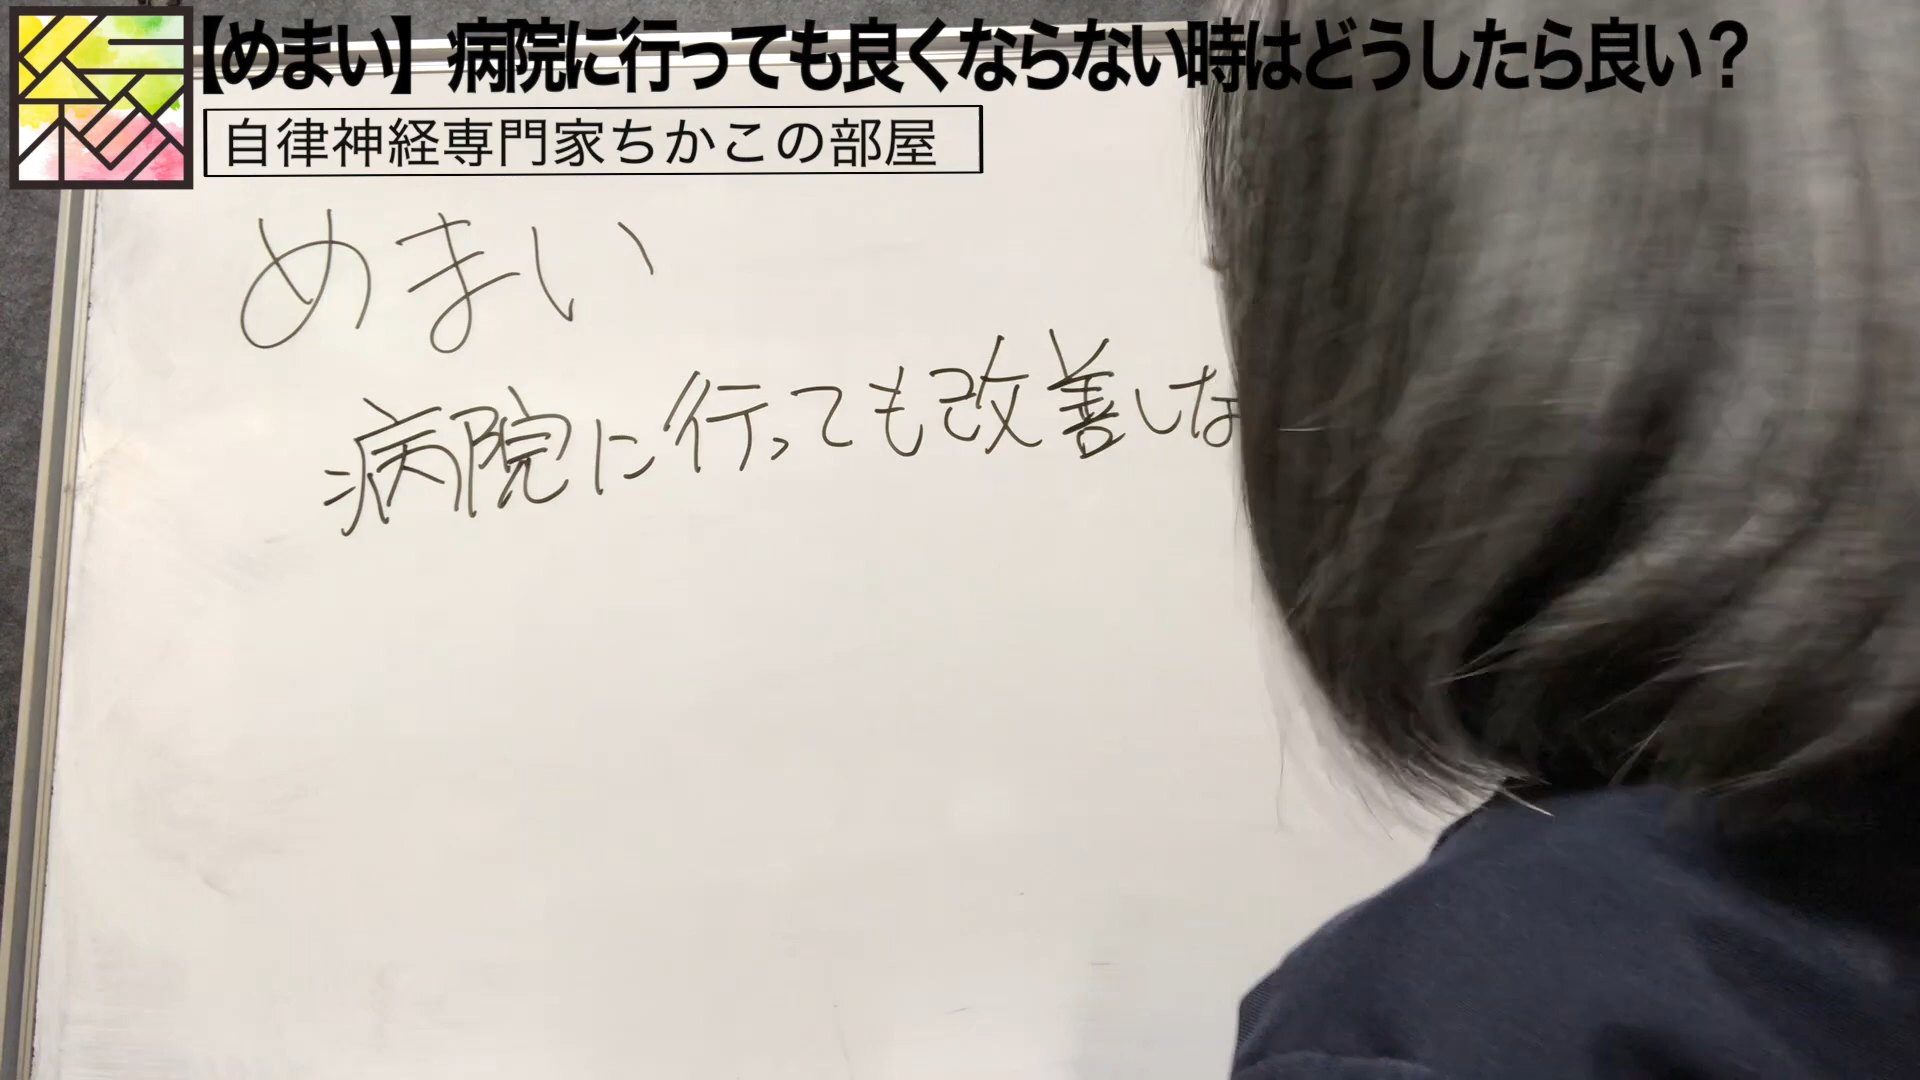 【めまい】病院に行っても良くならない時はどうしたら良い？
自律神経専門家ちかこの部屋
めまい
病院に行っても改善しな